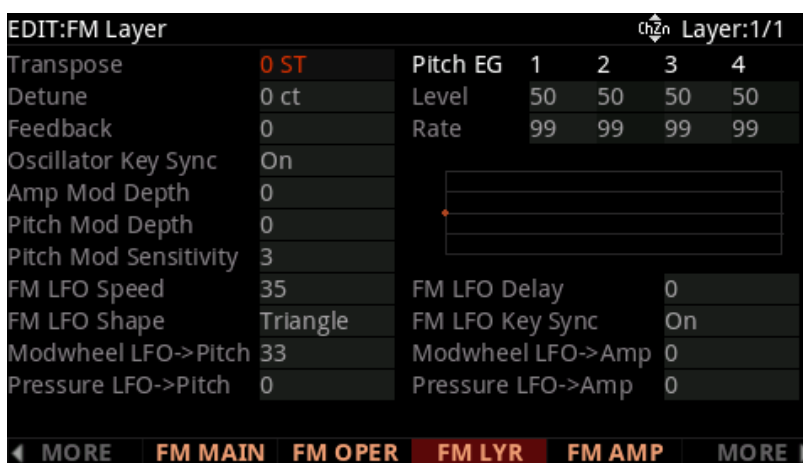 EDIT:FM Layer ChZn Layer:1/1
Transpose 0 ST Pitch EG 1 2 3 4
Detune 0 ct Level 50 50 50 50
Feedback 0 Rate 99 99 99 99
Oscillator Key Sync On
Amp Mod Depth 0
Pitch Mod Depth 0
Pitch Mod Sensitivity 3
FM LFO Speed 35 FM LFO Delay 0
FM LFO Shape Triangle FM LFO Key Sync On
Modwheel LFO->Pitch 33 Modwheel LFO->Amp 0
Pressure LFO->Pitch 0 Pressure LFO->Amp 0
MORE FM MAIN FM OPER FM LYR FM AMP MORE